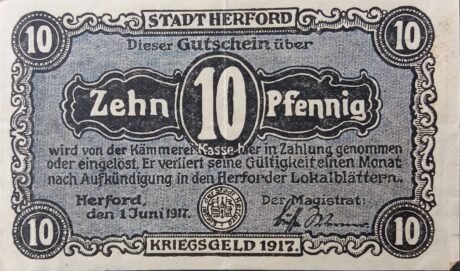 10 STADT HERFORD 10
Dieser Gutschein über
Zehn 10 Pfennig
wird von der Kämmerei-Kasse hier in Zahlung genommen
oder eingelöst. Er verliert seine Gültigkeit einen Monat
nach Aufkündigung in den Herforder Lokalblättern.
Herford, Der Magistrat:
den 1 Juni 1917.
10 KRIEGSGELD 1917. 10